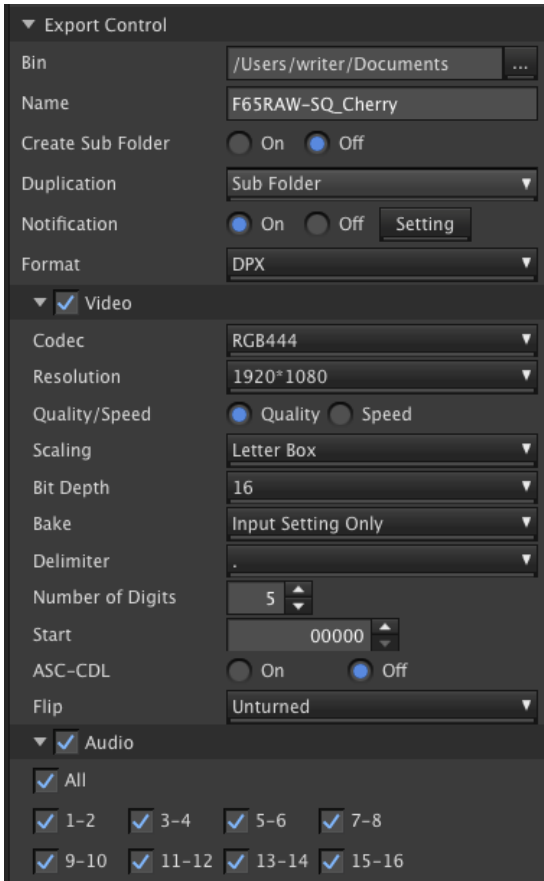 Export Control
Bin /Users/writer/Documents ...
Name F65RAW-SQ_Cherry
Create Sub Folder On Off
Duplication Sub Folder
Notification On Off Setting
Format DPX
Video
Codec RGB444
Resolution 1920*1080
Quality/Speed Quality Speed
Scaling Letter Box
Bit Depth 16
Bake Input Setting Only
Delimiter .
Number of Digits 5
Start 00000
ASC-CDL On Off
Flip Unturned
Audio
All
1-2 3-4 5-6 7-8
9-10 11-12 13-14 15-16